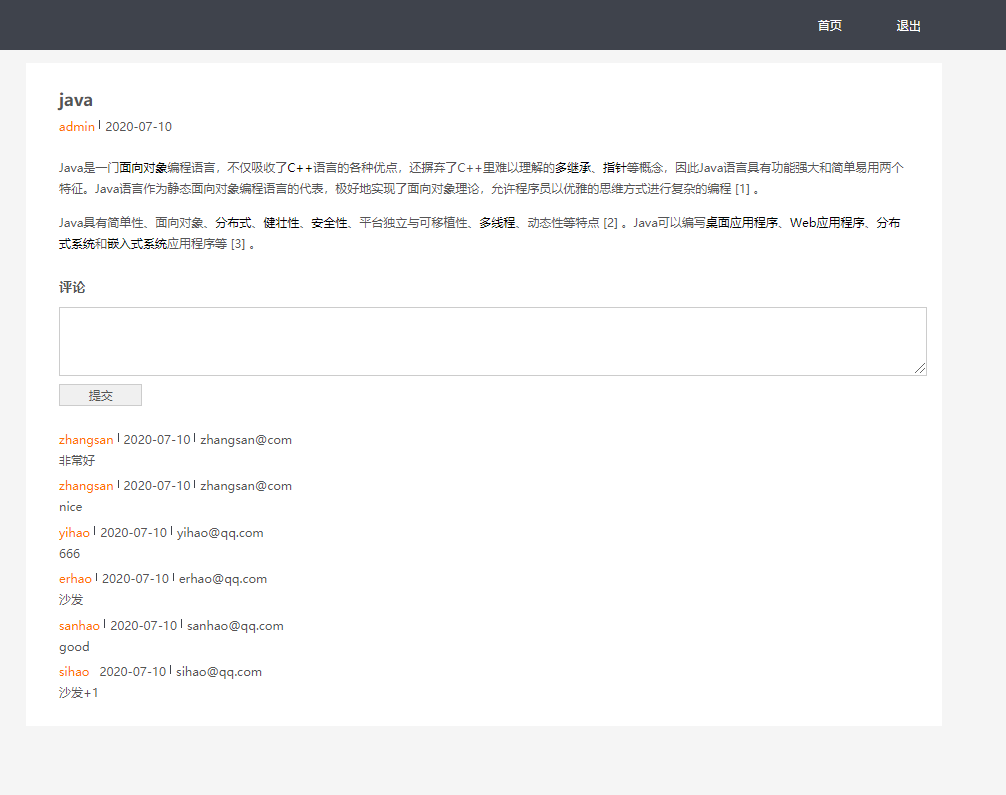 首页 退出
java
admin | 2020-07-10
Java是一门面向对象编程语言，不仅吸收了C++语言的各种优点，还摒弃了C++里难以理解的多继承、指针等概念，因此Java语言具有功能强大和简单易用两个
特征。Java语言作为静态面向对象编程语言的代表，极好地实现了面向对象理论，允许程序员以优雅的思维方式进行复杂的编程 [1] 。
Java具有简单性、面向对象、分布式、健壮性、安全性、平台独立与可移植性、多线程、动态性等特点 [2] 。Java可以编写桌面应用程序、Web应用程序、分布
式系统和嵌入式系统应用程序等 [3] 。
评论
提交
zhangsan | 2020-07-10 | zhangsan@com
非常好
zhangsan | 2020-07-10 | zhangsan@com
nice
yihao | 2020-07-10 | yihao@qq.com
666
erhao | 2020-07-10 | erhao@qq.com
沙发
sanhao | 2020-07-10 | sanhao@qq.com
good
sihao 2020-07-10 | sihao@qq.com
沙发+1